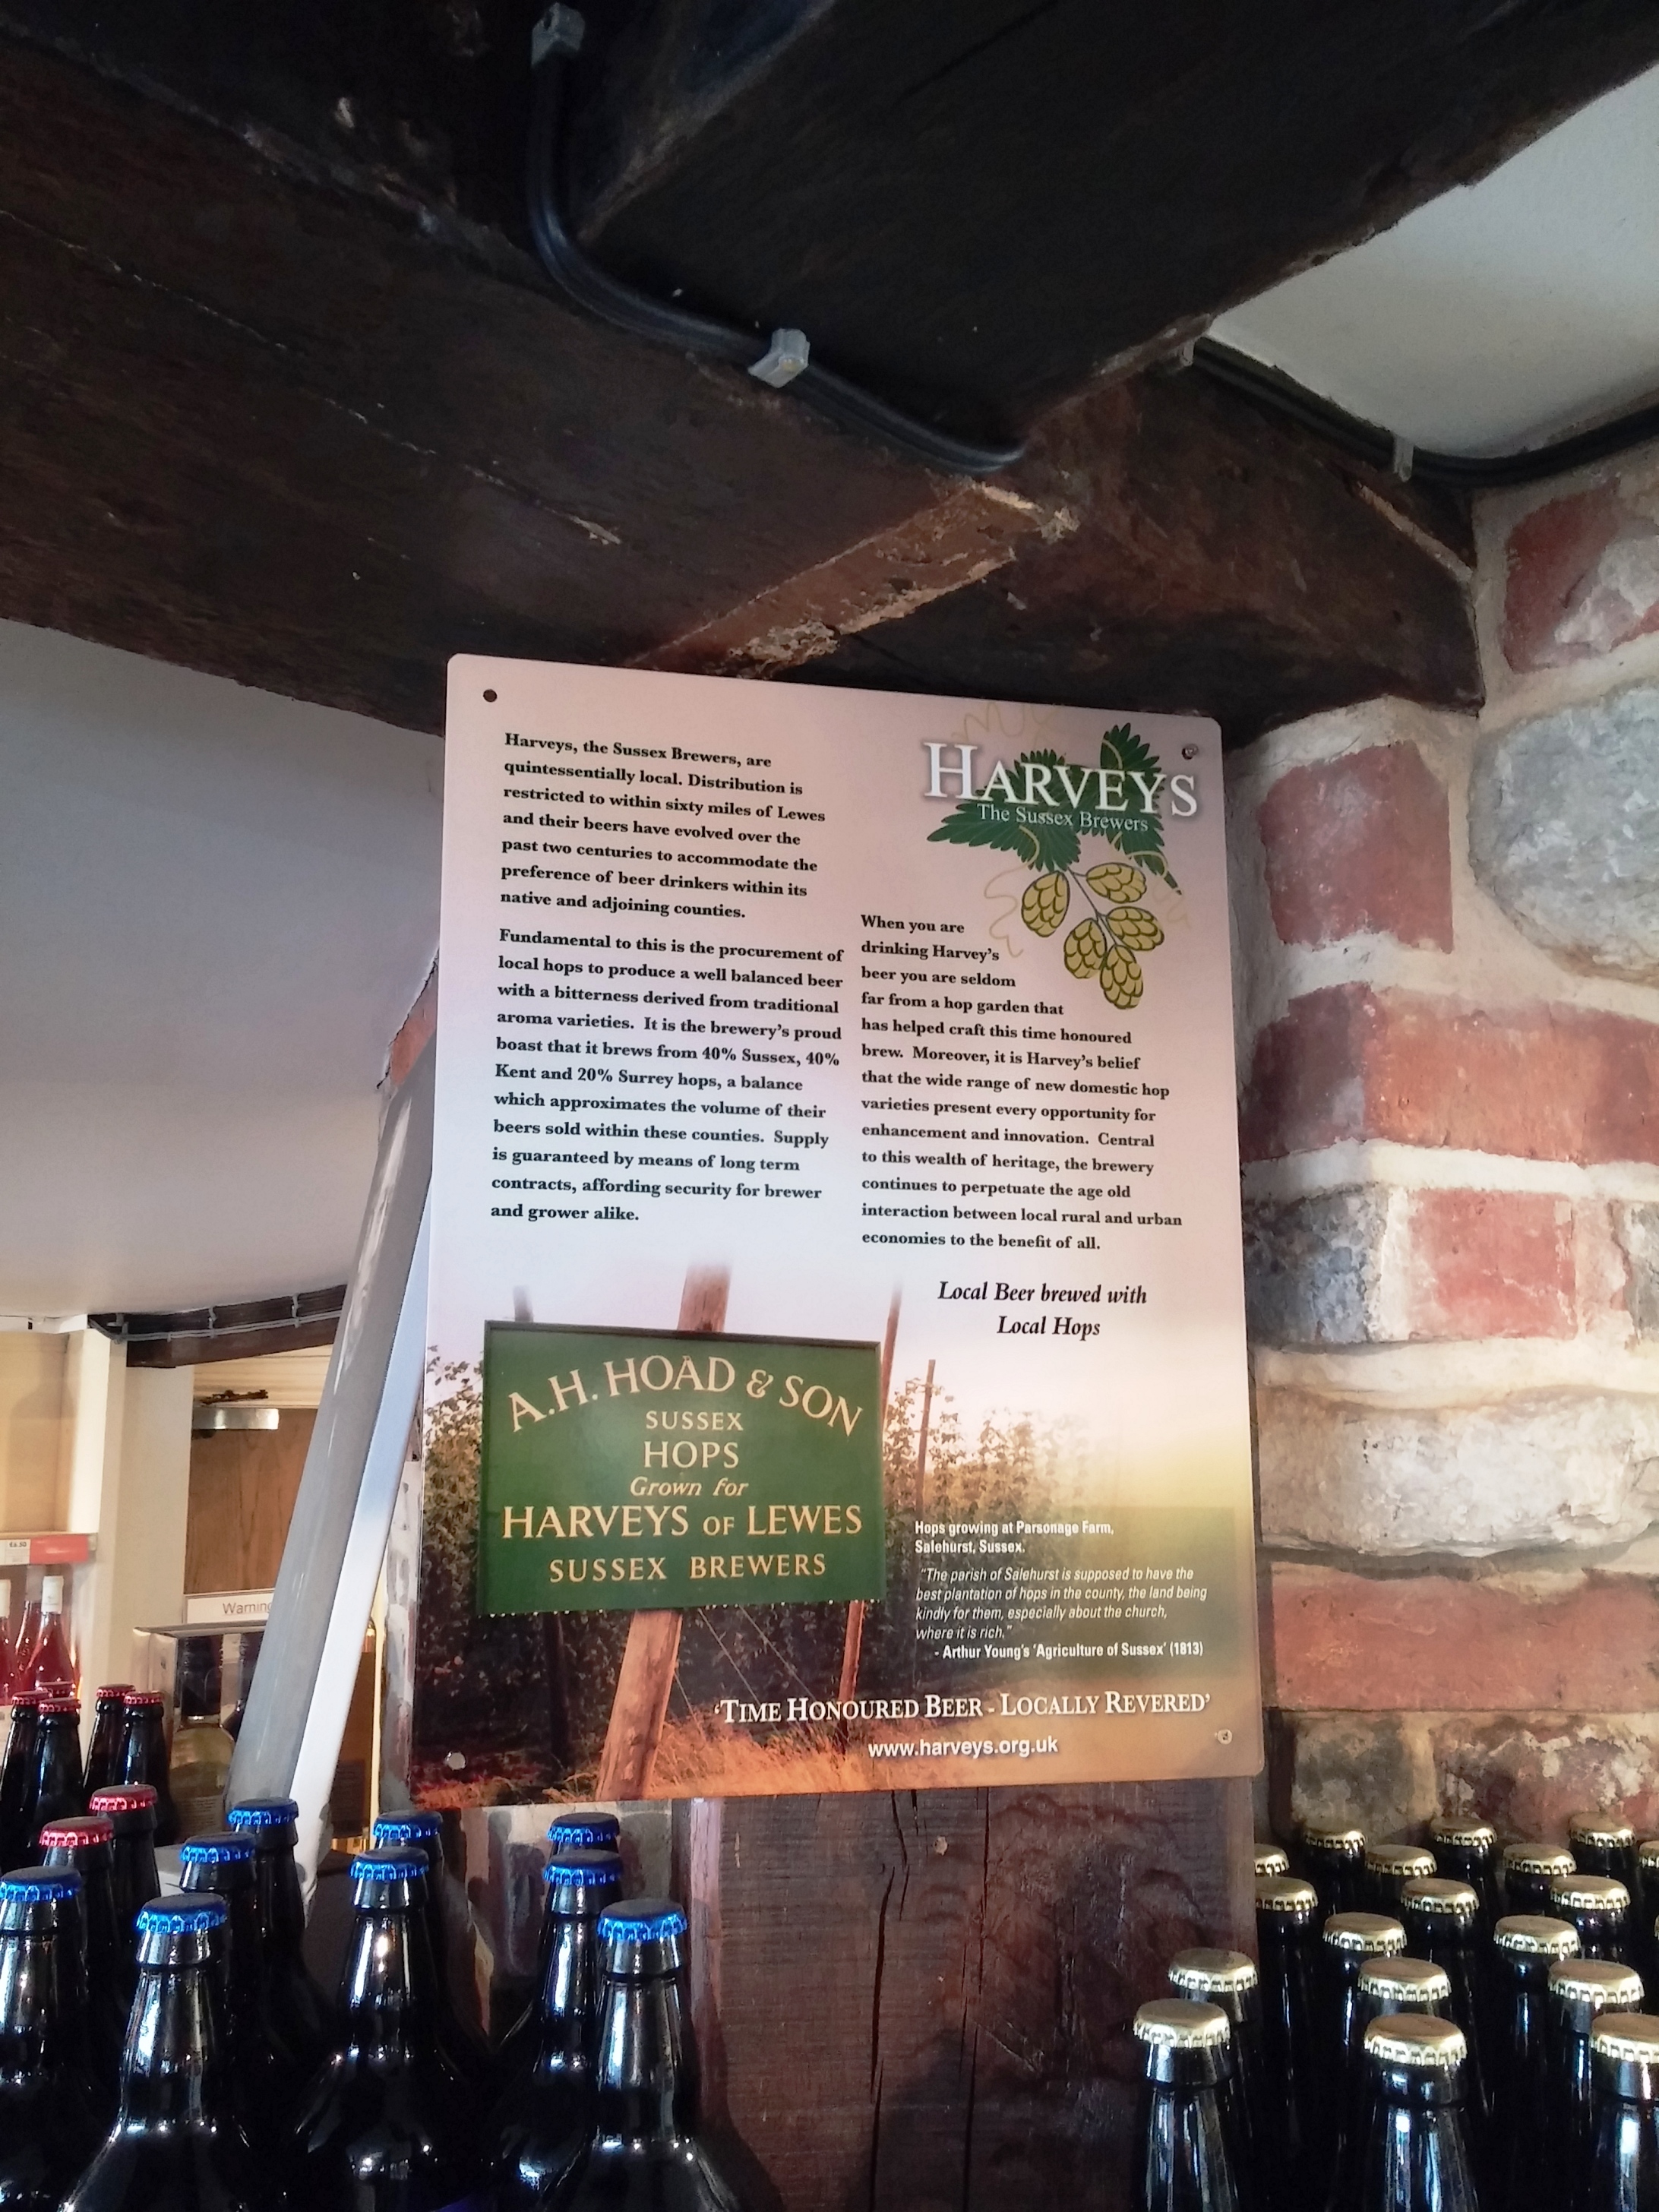 Harveys, the Sussex Brewers, are
quintessentially local. Distribution is
restricted to within sixty miles of Lewes
and their beers have evolved over the
past two centuries to accommodate the
preference of beer drinkers within its
native and adjoining counties.
Fundamental to this is the procurement of
local hops to produce a well balanced beer
with a bitterness derived from traditional
aroma varieties. It is the brewery's proud
boast that it brews from 40% Sussex, 40%
Kent and 20% Surrey hops, a balance
which approximates the volume of their
beers sold within these counties. Supply
is guaranteed by means of long term
contracts, affording security for brewer
and grower alike.
HARVEYS
The Sussex Brewers
When you are
drinking Harvey's
beer you are seldom
far from a hop garden that
has helped craft this time honoured
brew. Moreover, it is Harvey's belief
that the wide range of new domestic hop
varieties present every opportunity for
enhancement and innovation. Central
to this wealth of heritage, the brewery
continues to perpetuate the age old
interaction between local rural and urban
economies to the benefit of all.
Local Beer brewed with
Local Hops
A.H. HOAD & SON
SUSSEX
HOPS
Grown for
HARVEYS OF LEWES
SUSSEX BREWERS
Hops growing at Parsonage Farm,
Salehurst, Sussex.
"The parish of Salehurst is supposed to have the
best plantation of hops in the county, the land being
kindly for them, especially about the church,
where it is rich."
- Arthur Young's 'Agriculture of Sussex' (1813)
'TIME HONOURED BEER - LOCALLY REVERED'
www.harveys.org.uk
£6.50
Warning